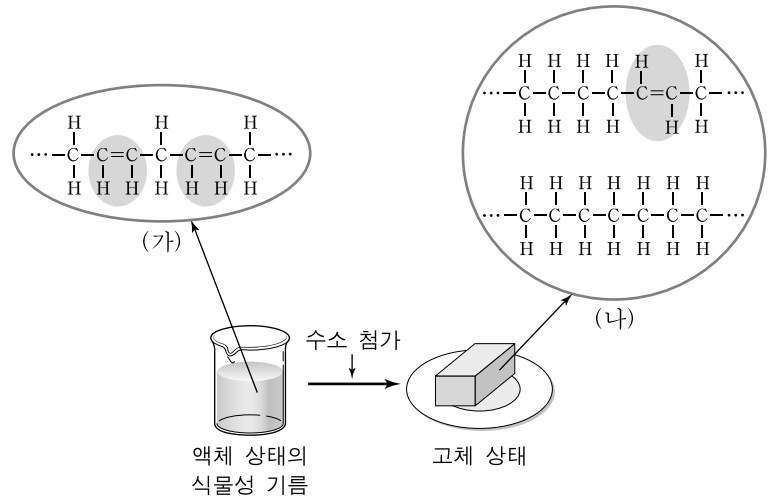 H H H
··· C C=C C C=C C ···
H H H H H H H
(가)
H H H H H H
··· C C C C C=C C ···
H H H H H H
H H H H H H H
··· C C C C C C C ···
H H H H H H H
(나)
수소 첨가
액체 상태의
식물성 기름
고체 상태